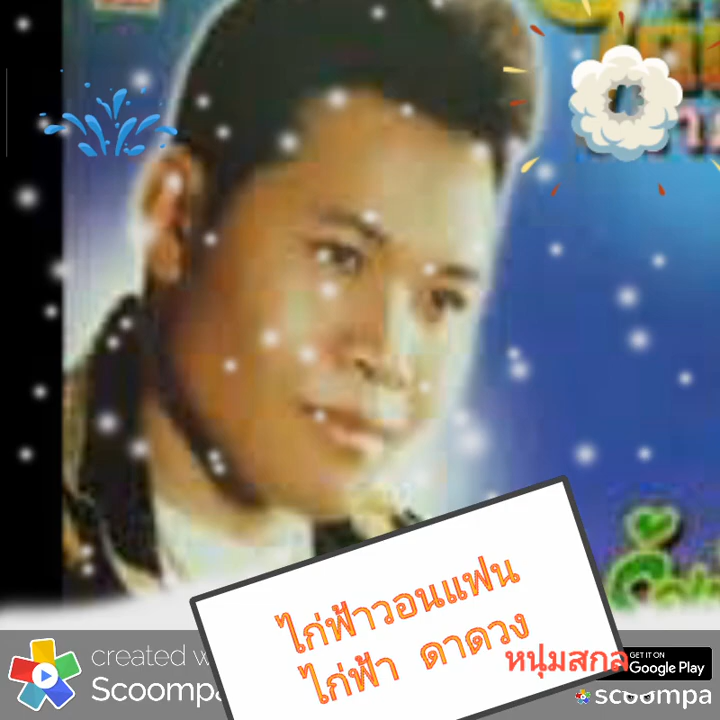 ไก่ฟ้าวอนแฟน
ไก่ฟ้า ดาดวง
หนุ่มสกล
created w
Scoompa
GET IT ON
Google Play
scoompa